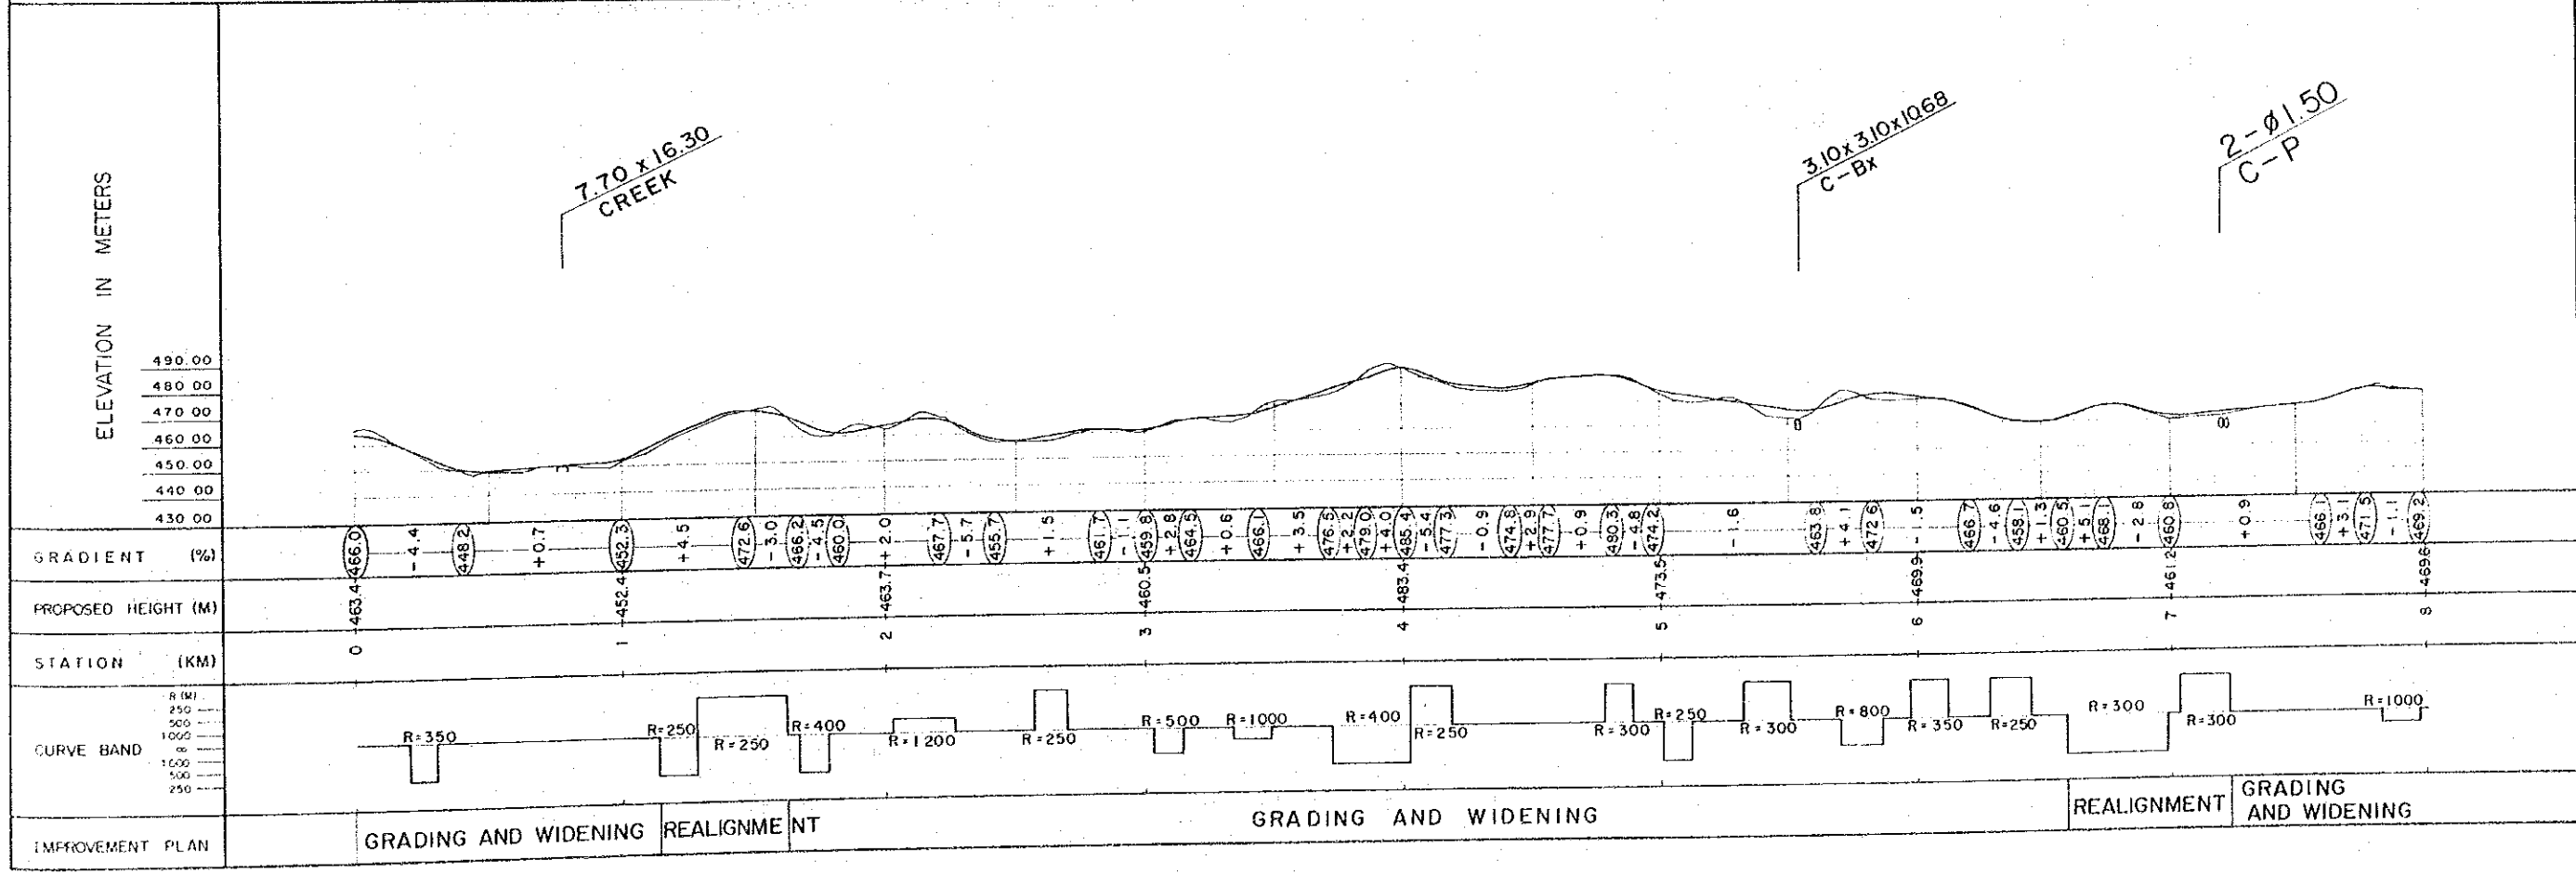 7.70 x 16.30
CREEK
3.10x3.10x10.68
C-Bx
2-Ø1.50
C-P
ELEVATION IN METERS
490.00
480.00
470.00
460.00
450.00
440.00
430.00
GRADIENT (%)
466.0 -4.4 448.2 +0.7 452.3 +4.5 472.6 -3.0 466.2 -4.5 460.0 +2.0 467.7 -5.7 455.7 +1.5 461.7 -1.1 459.8 +2.8 464.5 +0.6 466.1 +3.5 476.5 +2.2 479.0 +4.0 485.4 -5.4 477.3 -0.9 474.8 +2.9 477.7 +0.9 480.3 -4.8 474.2 -1.6 463.8 +4.1 472.6 -1.5 466.7 -4.6 458.1 +1.3 460.5 +5.1 468.1 -2.8 460.8 +0.9 466.1 +3.1 471.5 -1.1 469.2
PROPOSED HEIGHT (M)
463.4 452.4 463.7 460.5 483.4 473.5 469.9 461.2 469.6
STATION (KM)
0 1 2 3 4 5 6 7 8
CURVE BAND
R (M)
250
500
1000
∞
1000
500
250
R=350 R=250 R=250 R=400 R=1200 R=250 R=500 R=1000 R=400 R=250 R=300 R=250 R=300 R=800 R=350 R=250 R=300 R=300 R=1000
IMPROVEMENT PLAN
GRADING AND WIDENING REALIGNMENT GRADING AND WIDENING REALIGNMENT GRADING
AND WIDENING